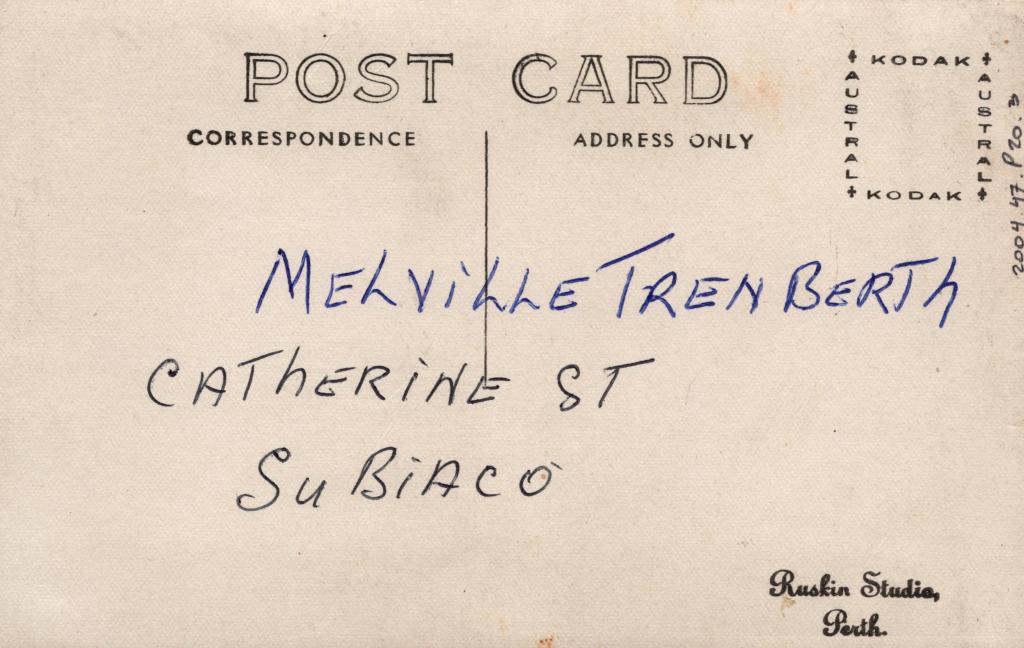 POST CARD
CORRESPONDENCE
ADDRESS ONLY
KODAK
AUSTRAL
AUSTRAL
KODAK
2004.47.P20.3
MELViLLE TRENBERTh
CAThERiNE ST
SuBiACO
Ruskin Studio,
Perth.